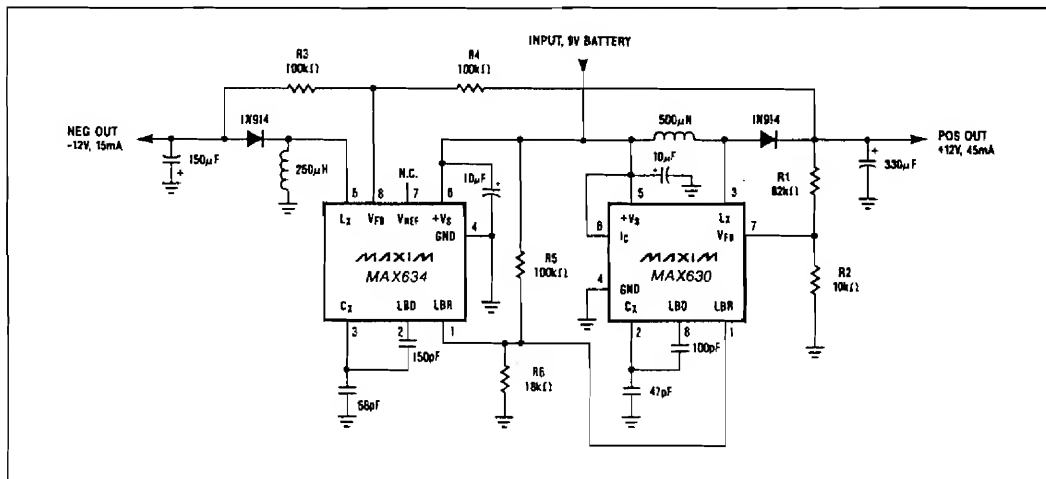 INPUT, 9V BATTERY
R3
100kΩ
R4
100kΩ
NEG OUT
-12V, 15mA
1N914
150µF
+
250µH
N.C.
10µF
+
5
8
7
6
LX
VFB
VREF
+VS
GND
4
MAXIM
MAX634
CX
LBD
LBR
3
2
1
150pF
68pF
R5
100kΩ
R6
18kΩ
500µH
1N914
10µF
+
5
3
+VS
IC
LX
VFB
6
7
4
GND
MAXIM
MAX630
CX
LBD
LBR
2
8
1
100pF
47pF
POS OUT
+12V, 45mA
+
330µF
R1
82kΩ
R2
10kΩ